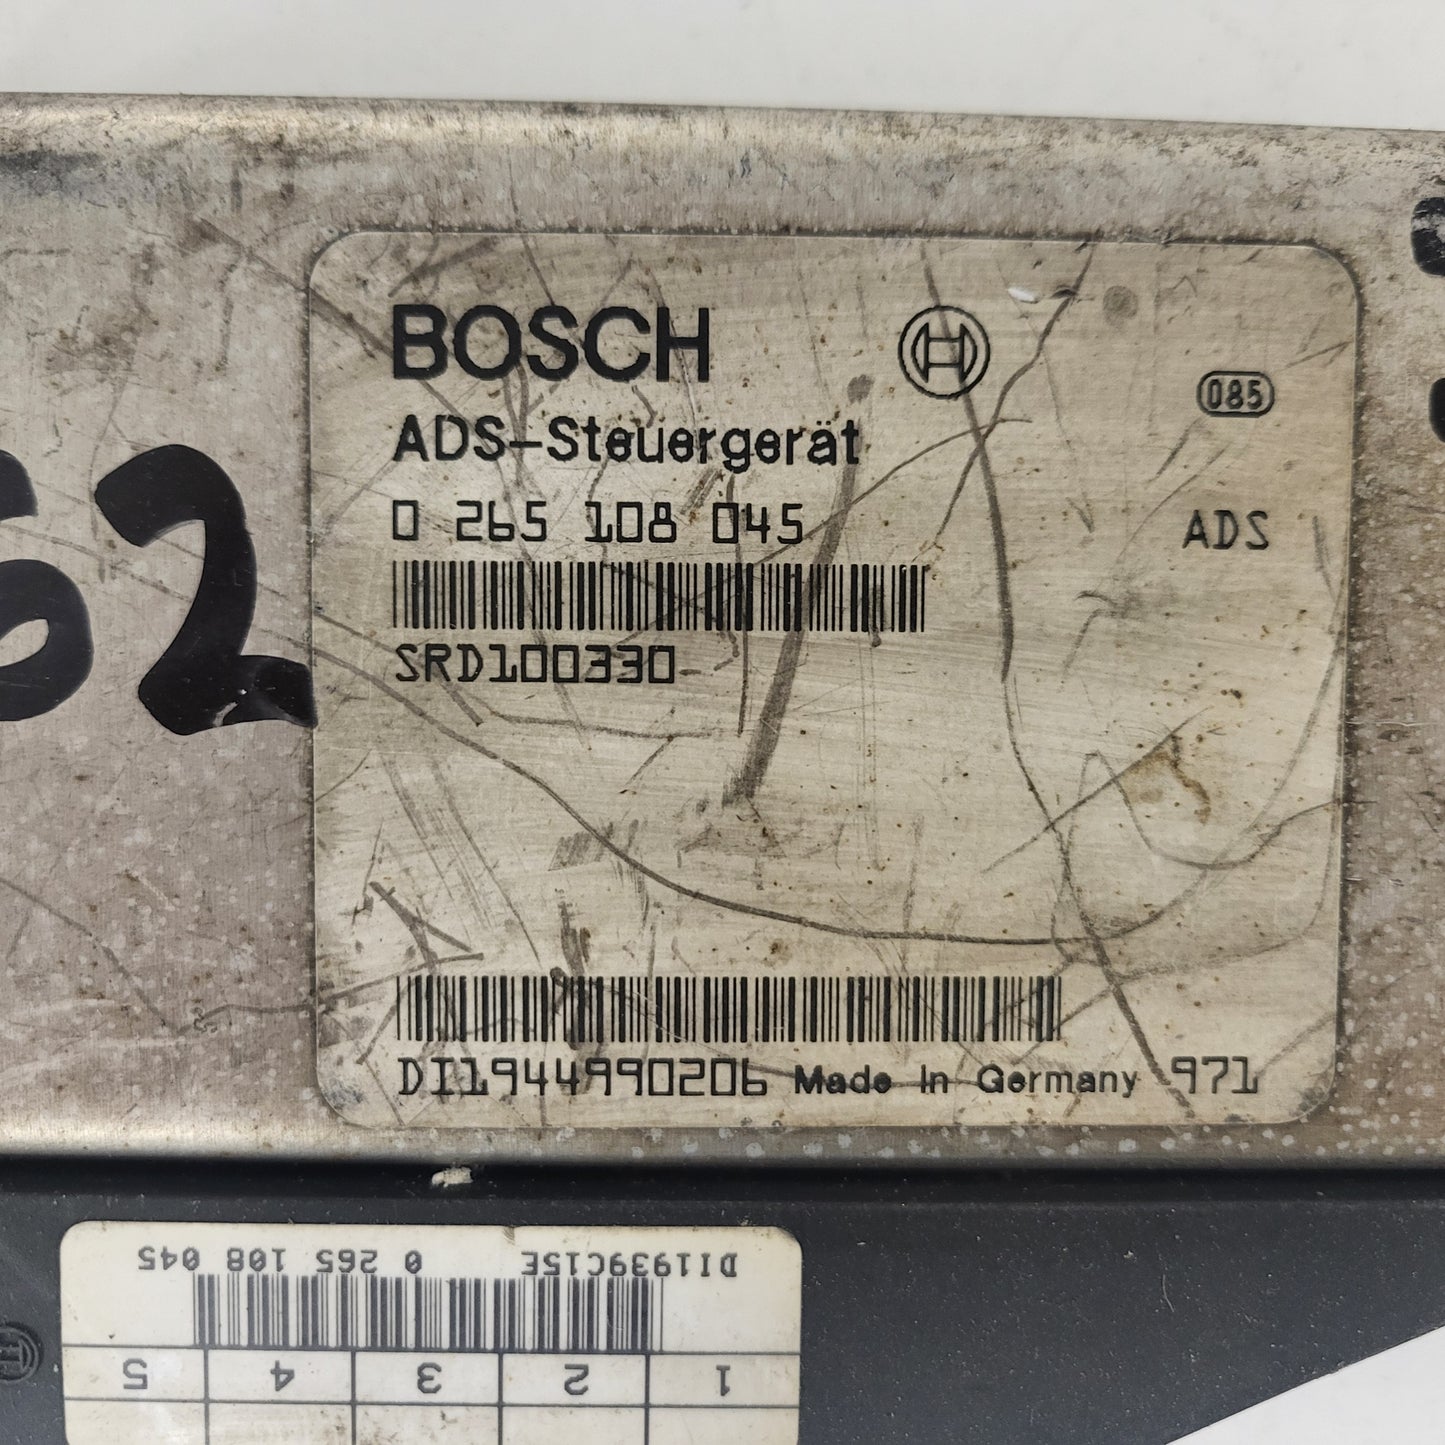 BOSCH
085
ADS-Steuergerät
0 265 108 045
ADS
SRD100330
DI1944990206 Made in Germany 971
62
DI1939C15E 0 265 108 045
1 2 3 4 5